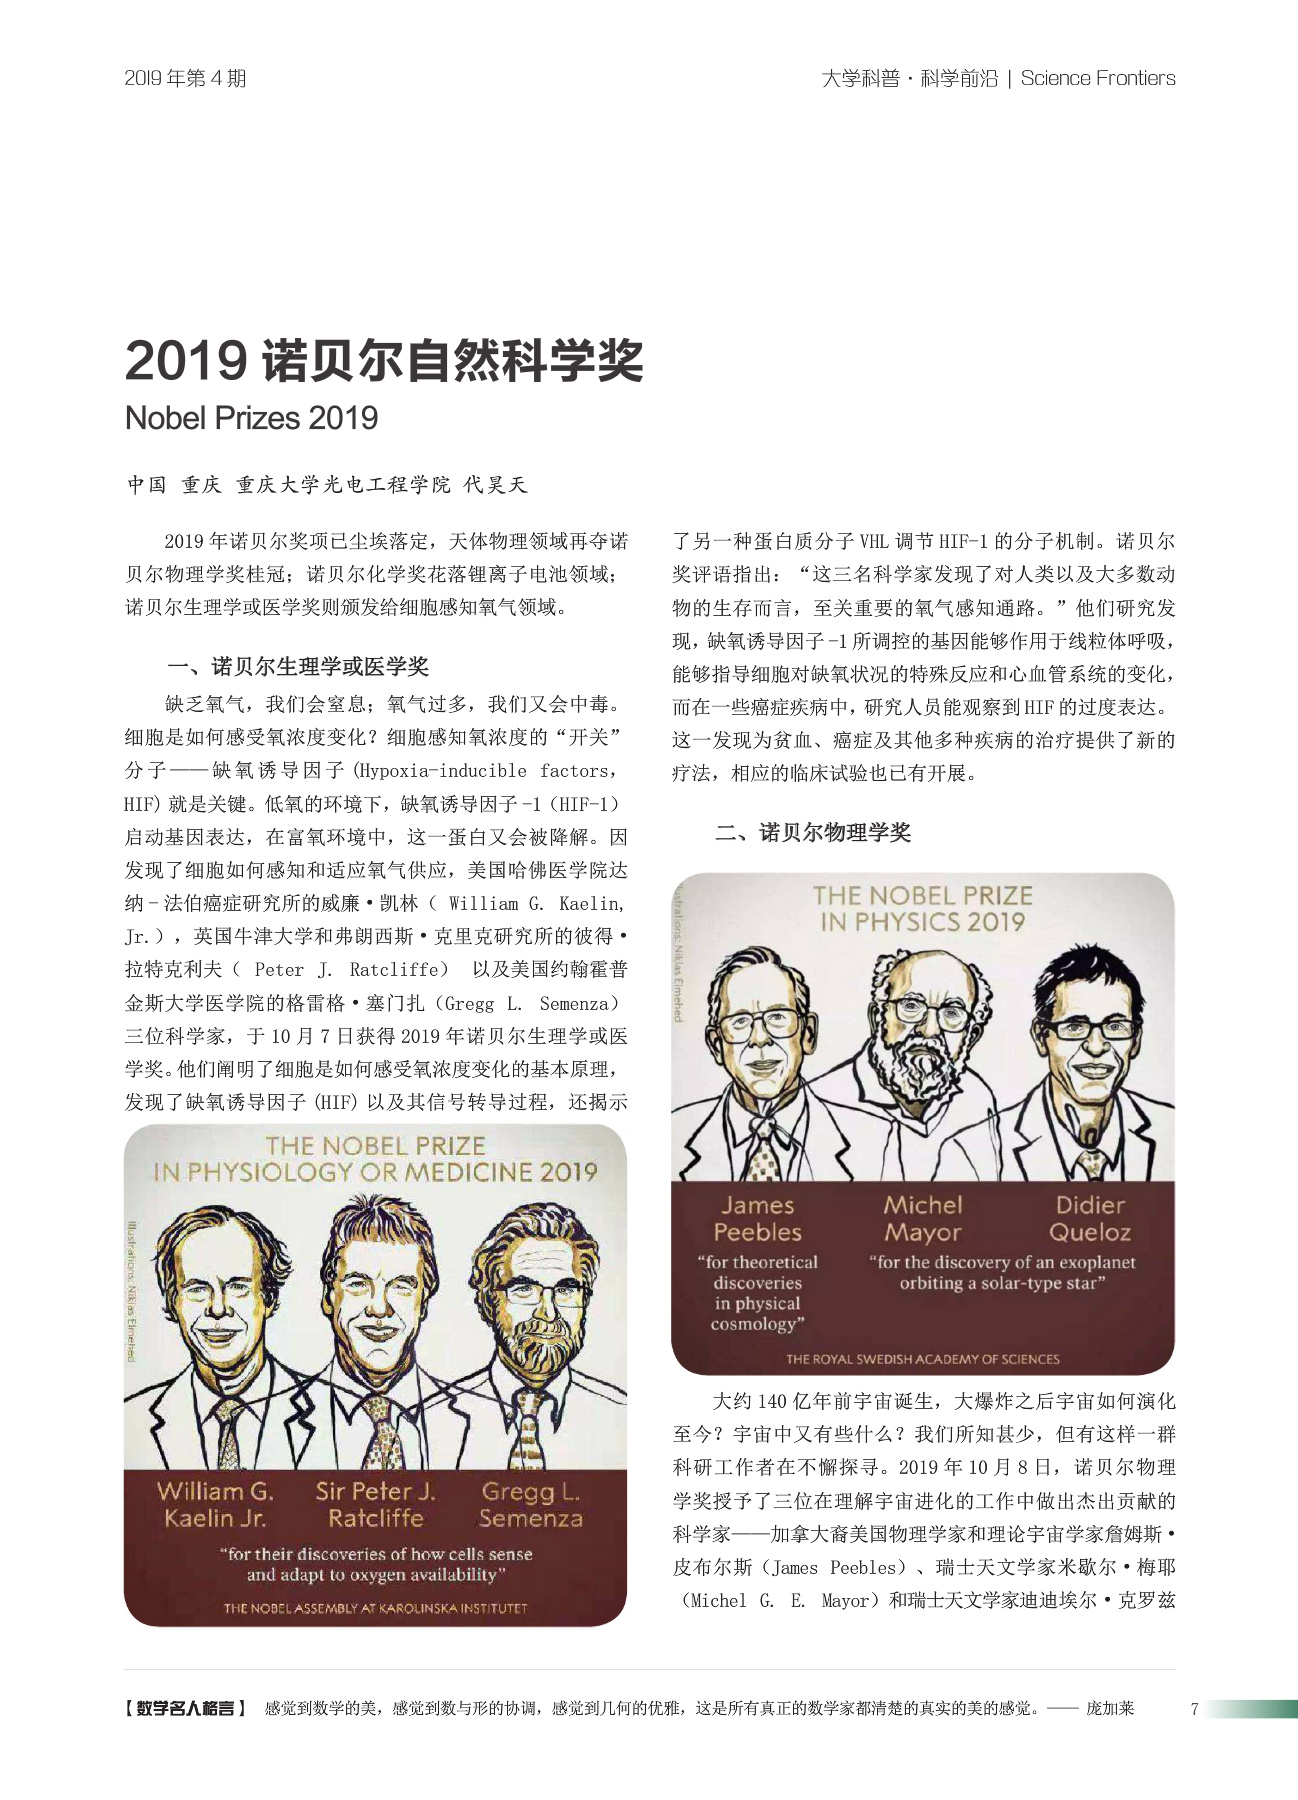 2019 年第 4 期
大学科普 · 科学前沿 | Science Frontiers
2019 诺贝尔自然科学奖
Nobel Prizes 2019
中国 重庆 重庆大学光电工程学院 代昊天
2019 年诺贝尔奖项已尘埃落定，天体物理领域再夺诺
贝尔物理学奖桂冠；诺贝尔化学奖花落锂离子电池领域；
诺贝尔生理学或医学奖则颁发给细胞感知氧气领域。
一、诺贝尔生理学或医学奖
缺乏氧气，我们会窒息；氧气过多，我们又会中毒。
细胞是如何感受氧浓度变化？细胞感知氧浓度的“开关”
分子——缺氧诱导因子 (Hypoxia-inducible factors,
HIF) 就是关键。低氧的环境下，缺氧诱导因子 -1（HIF-1）
启动基因表达，在富氧环境中，这一蛋白又会被降解。因
发现了细胞如何感知和适应氧气供应，美国哈佛医学院达
纳 - 法伯癌症研究所的威廉 • 凯林（ William G. Kaelin,
Jr.），英国牛津大学和弗朗西斯 • 克里克研究所的彼得 •
拉特克利夫（ Peter J. Ratcliffe） 以及美国约翰霍普
金斯大学医学院的格雷格 • 塞门扎（Gregg L. Semenza）
三位科学家，于 10 月 7 日获得 2019 年诺贝尔生理学或医
学奖。他们阐明了细胞是如何感受氧浓度变化的基本原理，
发现了缺氧诱导因子 (HIF) 以及其信号转导过程，还揭示
THE NOBEL PRIZE
IN PHYSIOLOGY OR MEDICINE 2019
Illustrations: Niklas Elmehed
William G. Kaelin Jr.
Sir Peter J. Ratcliffe
Gregg L. Semenza
“for their discoveries of how cells sense
and adapt to oxygen availability”
THE NOBEL ASSEMBLY AT KAROLINSKA INSTITUTET
了另一种蛋白质分子 VHL 调节 HIF-1 的分子机制。诺贝尔
奖评语指出：“这三名科学家发现了对人类以及大多数动
物的生存而言，至关重要的氧气感知通路。”他们研究发
现，缺氧诱导因子 -1 所调控的基因能够作用于线粒体呼吸，
能够指导细胞对缺氧状况的特殊反应和心血管系统的变化，
而在一些癌症疾病中，研究人员能观察到 HIF 的过度表达。
这一发现为贫血、癌症及其他多种疾病的治疗提供了新的
疗法，相应的临床试验也已有开展。
二、诺贝尔物理学奖
THE NOBEL PRIZE
IN PHYSICS 2019
lustrations: Niklas Elmehed
James Peebles
Michel Mayor
Didier Queloz
“for theoretical
discoveries
in physical
cosmology”
“for the discovery of an exoplanet
orbiting a solar-type star”
THE ROYAL SWEDISH ACADEMY OF SCIENCES
大约 140 亿年前宇宙诞生，大爆炸之后宇宙如何演化
至今？宇宙中又有些什么？我们所知甚少，但有这样一群
科研工作者在不懈探寻。2019 年 10 月 8 日，诺贝尔物理
学奖授予了三位在理解宇宙进化的工作中做出杰出贡献的
科学家——加拿大裔美国物理学家和理论宇宙学家詹姆斯 •
皮布尔斯（James Peebles）、瑞士天文学家米歇尔 • 梅耶
（Michel G. E. Mayor）和瑞士天文学家迪迪埃尔 • 克罗兹
【 数学名人格言 】 感觉到数学的美，感觉到数与形的协调，感觉到几何的优雅，这是所有真正的数学家都清楚的真实的美的感觉。—— 庞加莱
7